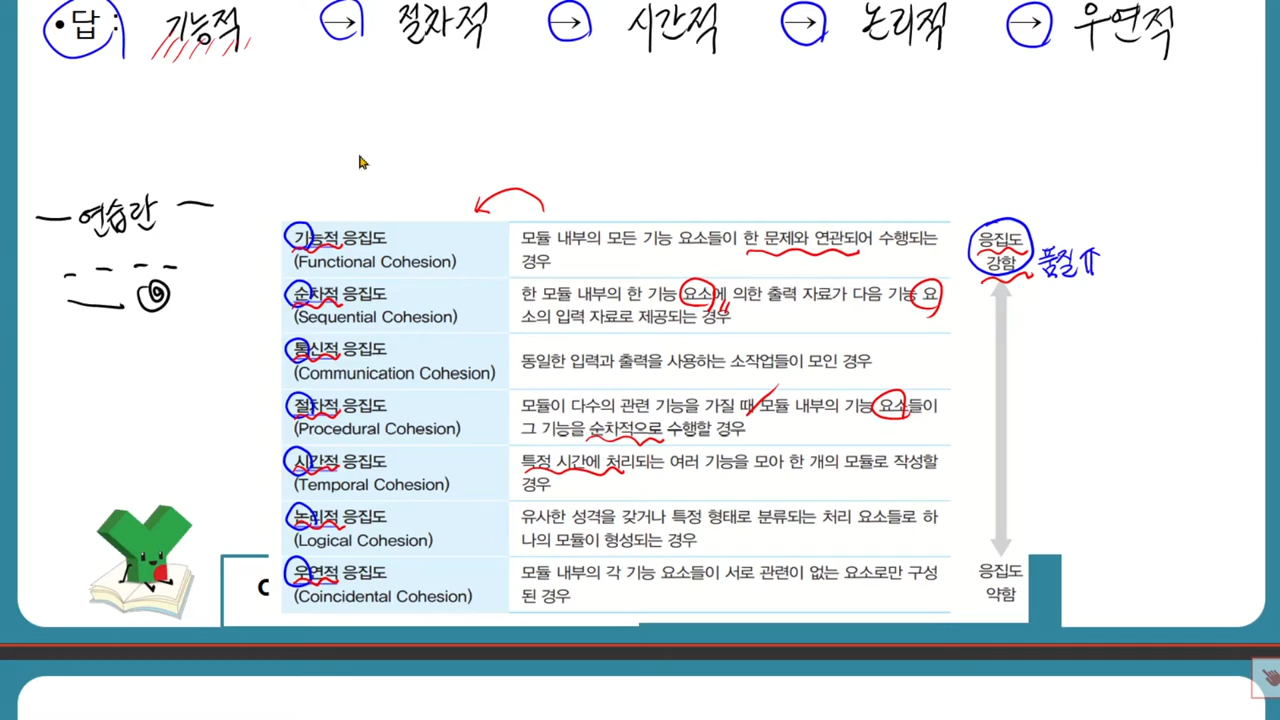 • 답 : 기능적 → 절차적 → 시간적 → 논리적 → 우연적
ー 연습란 ー
기능적 응집도
(Functional Cohesion)
모듈 내부의 모든 기능 요소들이 한 문제와 연관되어 수행되는
경우
순차적 응집도
(Sequential Cohesion)
한 모듈 내부의 한 기능 요소에 의한 출력 자료가 다음 기능 요
소의 입력 자료로 제공되는 경우
통신적 응집도
(Communication Cohesion)
동일한 입력과 출력을 사용하는 소작업들이 모인 경우
절차적 응집도
(Procedural Cohesion)
모듈이 다수의 관련 기능을 가질 때 모듈 내부의 기능 요소들이
그 기능을 순차적으로 수행할 경우
시간적 응집도
(Temporal Cohesion)
특정 시간에 처리되는 여러 기능을 모아 한 개의 모듈로 작성할
경우
논리적 응집도
(Logical Cohesion)
유사한 성격을 갖거나 특정 형태로 분류되는 처리 요소들로 하
나의 모듈이 형성되는 경우
우연적 응집도
(Coincidental Cohesion)
모듈 내부의 각 기능 요소들이 서로 관련이 없는 요소로만 구성
된 경우
응집도
강함
품질⇑
응집도
약함